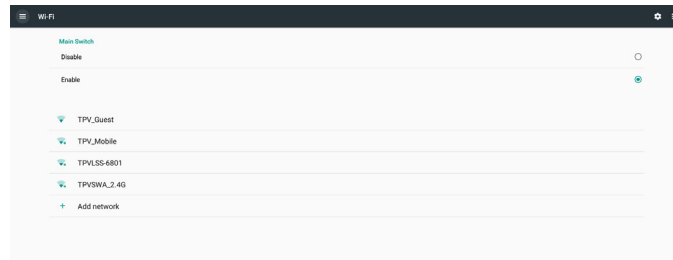 Wi-Fi
Main Switch
Disable
Enable
TPV_Guest
TPV_Mobile
TPVLSS-6801
TPVSWA_2.4G
Add network